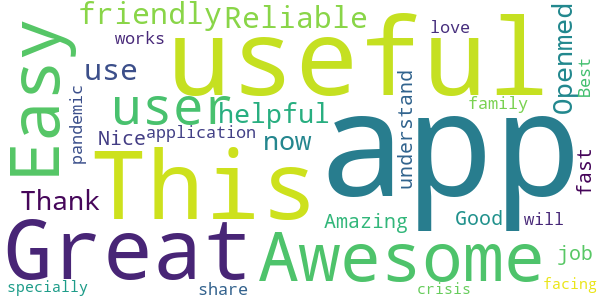 friendly
Reliable
works
love
useful
Easy
use
Openmed
Best
pandemic
user
helpful
family
understand
Nice
application
now
app
This
fast
Thank
Amazing
Good
will
Great
Awesome
job
specially
share
crisis
facing